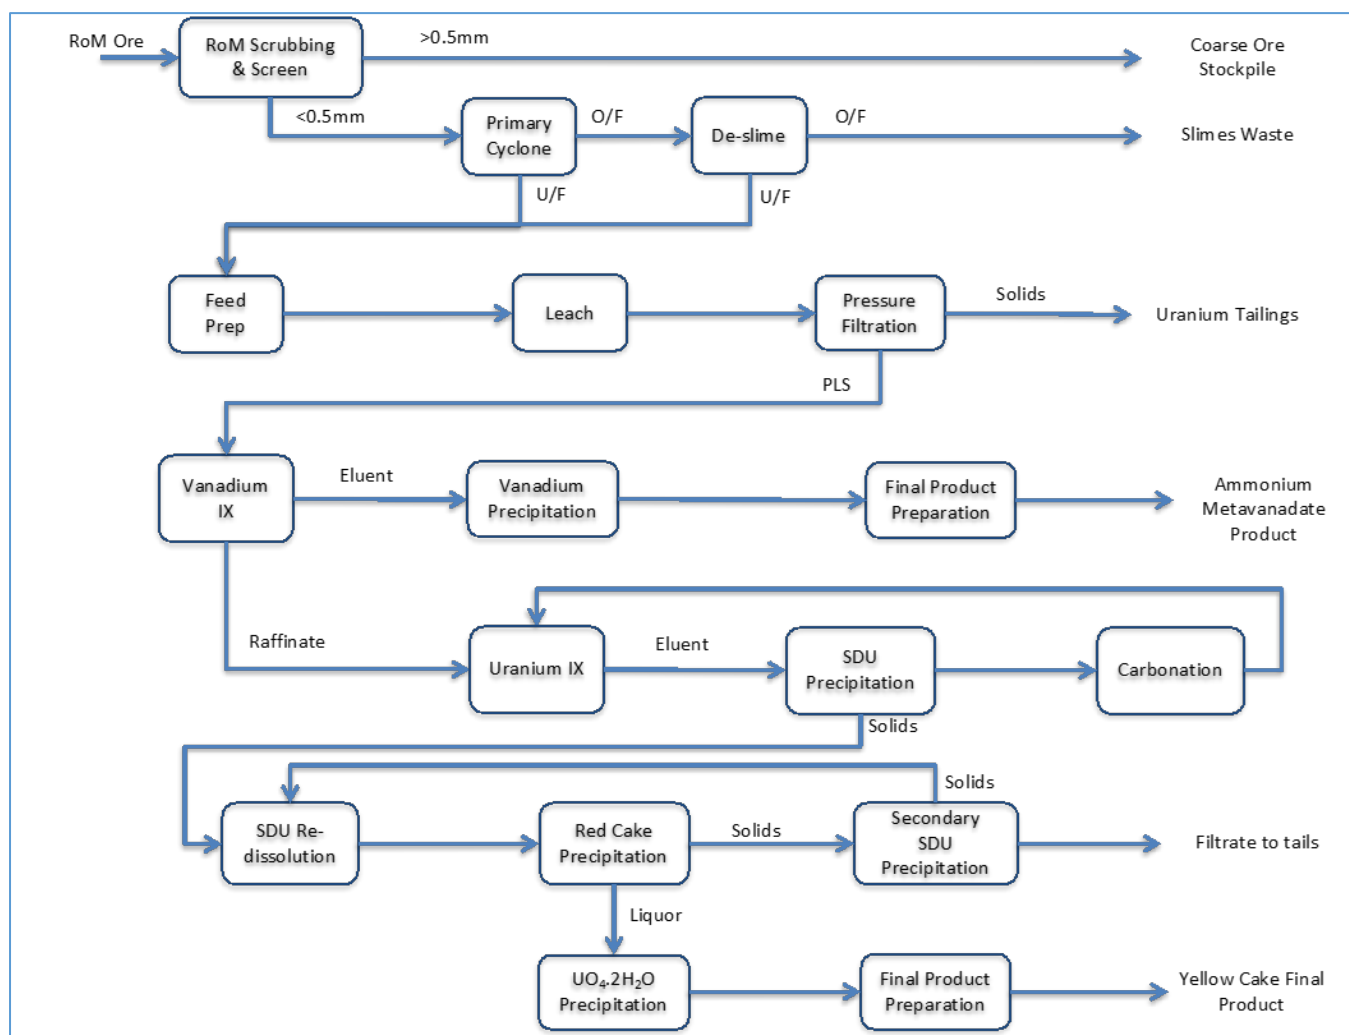 RoM Ore
RoM Scrubbing
& Screen
>0.5mm
Coarse Ore
Stockpile
<0.5mm
Primary
Cyclone
O/F
De-slime
O/F
Slimes Waste
U/F
U/F
Feed
Prep
Leach
Pressure
Filtration
Solids
Uranium Tailings
PLS
Vanadium
IX
Eluent
Vanadium
Precipitation
Final Product
Preparation
Ammonium
Metavanadate
Product
Raffinate
Uranium IX
Eluent
SDU
Precipitation
Carbonation
Solids
Solids
SDU Re-
dissolution
Red Cake
Precipitation
Solids
Secondary
SDU
Precipitation
Filtrate to tails
Liquor
UO₄.2H₂O
Precipitation
Final Product
Preparation
Yellow Cake Final
Product